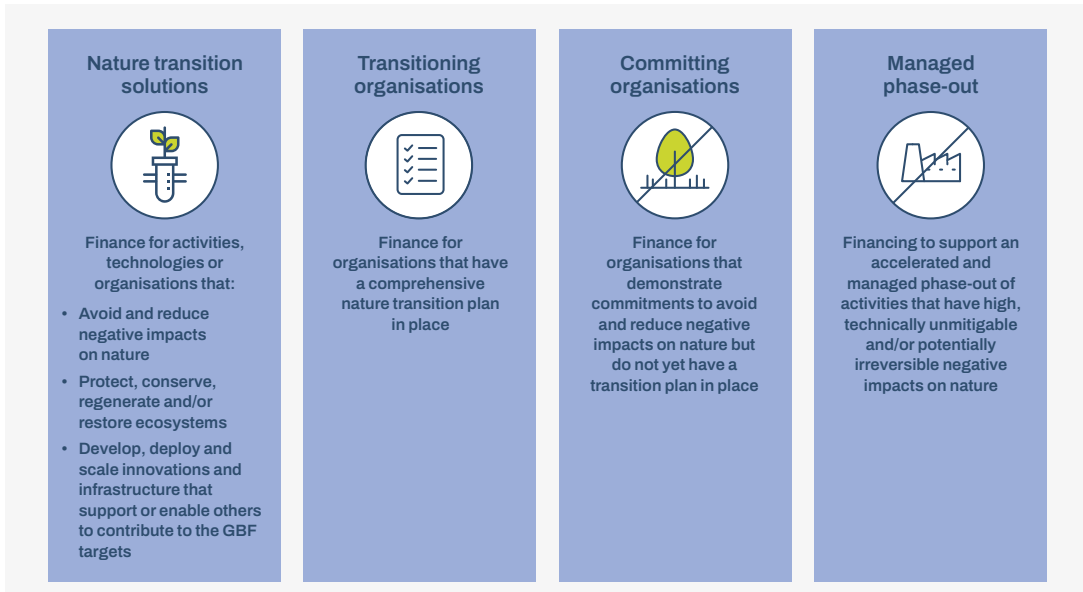 Nature transition
solutions
Finance for activities,
technologies or
organisations that:
• Avoid and reduce
negative impacts
on nature
• Protect, conserve,
regenerate and/or
restore ecosystems
• Develop, deploy and
scale innovations and
infrastructure that
support or enable others
to contribute to the GBF
targets
Transitioning
organisations
Finance for
organisations that have
a comprehensive
nature transition plan
in place
Committing
organisations
Finance for
organisations that
demonstrate
commitments to avoid
and reduce negative
impacts on nature but
do not yet have a
transition plan in place
Managed
phase-out
Financing to support an
accelerated and
managed phase-out of
activities that have high,
technically unmitigable
and/or potentially
irreversible negative
impacts on nature